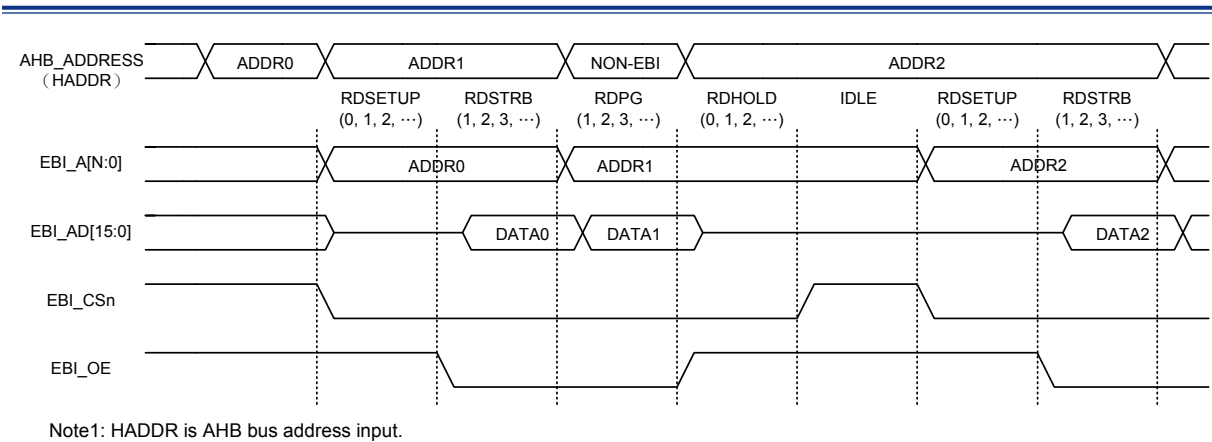 AHB_ADDRESS
（HADDR）
ADDR0 ADDR1 NON-EBI ADDR2
RDSETUP RDSTRB RDPG RDHOLD IDLE RDSETUP RDSTRB
(0, 1, 2, ⋯) (1, 2, 3, ⋯) (1, 2, 3, ⋯) (0, 1, 2, ⋯) (0, 1, 2, ⋯) (1, 2, 3, ⋯)
EBI_A[N:0] ADDR0 ADDR1 ADDR2
EBI_AD[15:0] DATA0 DATA1 DATA2
EBI_CSn
EBI_OE
Note1: HADDR is AHB bus address input.